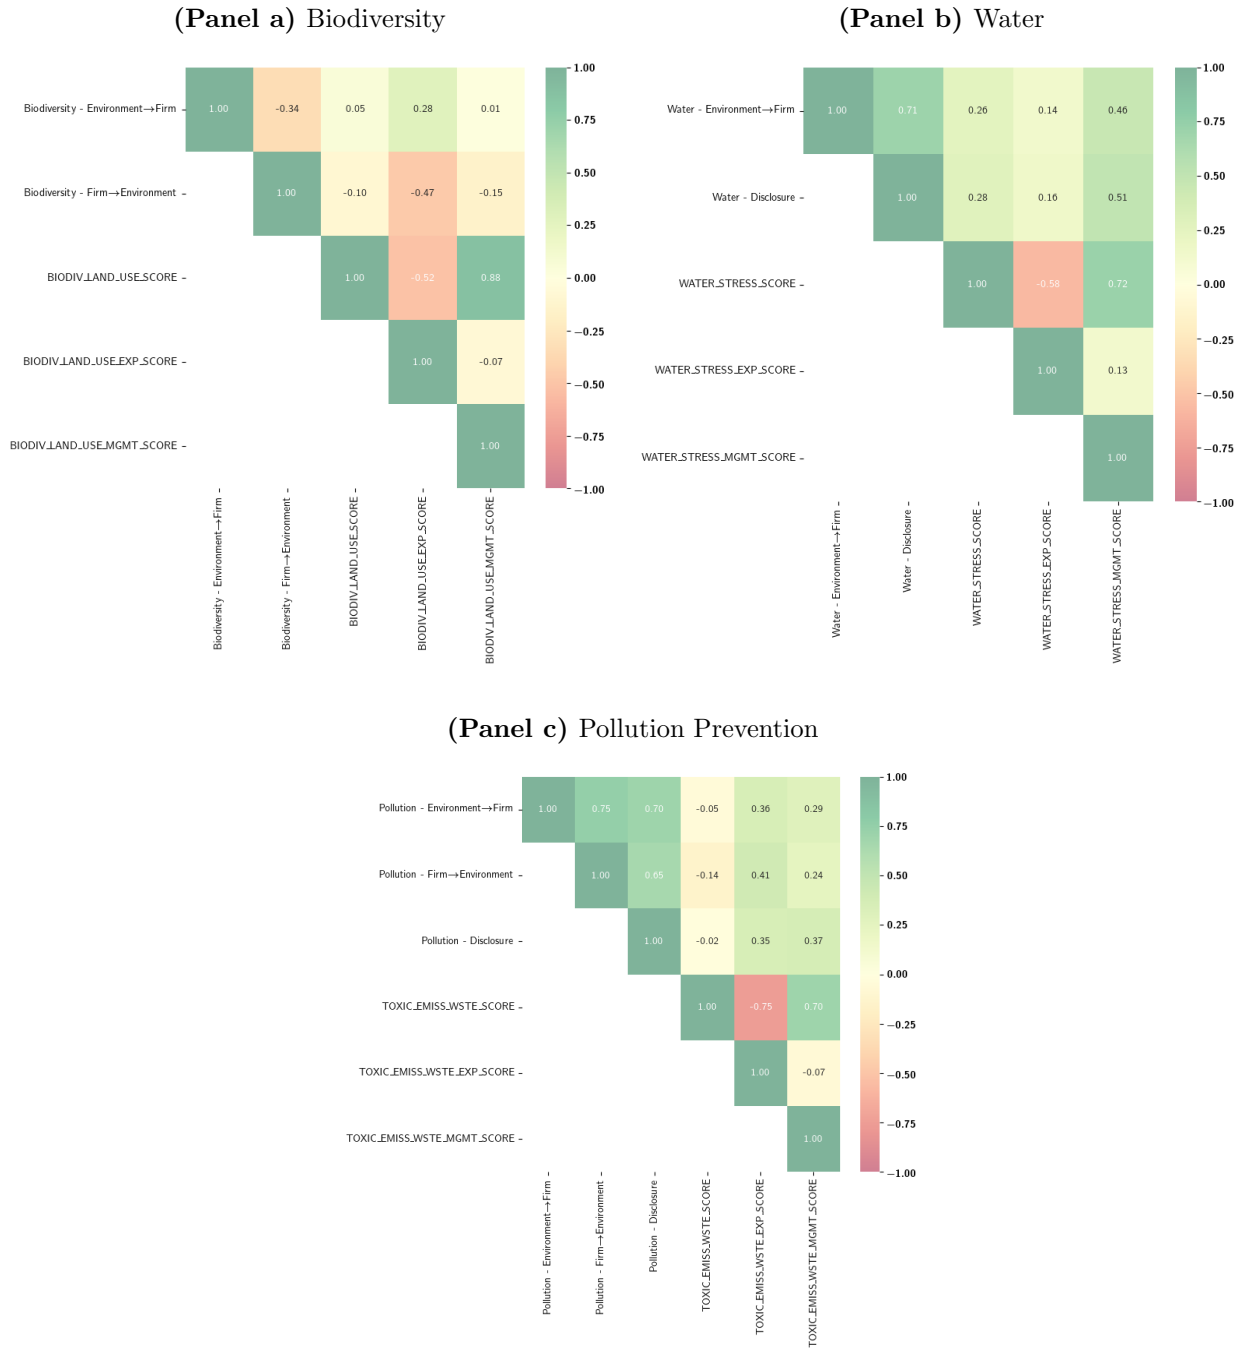 (Panel a) Biodiversity
Biodiversity - Environment→Firm
1.00 -0.34 0.05 0.28 0.01
Biodiversity - Firm→Environment
1.00 -0.10 -0.47 -0.15
BIODIV_LAND_USE_SCORE
1.00 -0.52 0.88
BIODIV_LAND_USE_EXP_SCORE
1.00 -0.07
BIODIV_LAND_USE_MGMT_SCORE
1.00
1.00
0.75
0.50
0.25
0.00
−0.25
−0.50
−0.75
−1.00
Biodiversity - Environment→Firm
Biodiversity - Firm→Environment
BIODIV_LAND_USE_SCORE
BIODIV_LAND_USE_EXP_SCORE
BIODIV_LAND_USE_MGMT_SCORE
(Panel b) Water
Water - Environment→Firm
1.00 0.71 0.26 0.14 0.46
Water - Disclosure
1.00 0.28 0.16 0.51
WATER_STRESS_SCORE
1.00 -0.58 0.72
WATER_STRESS_EXP_SCORE
1.00 0.13
WATER_STRESS_MGMT_SCORE
1.00
1.00
0.75
0.50
0.25
0.00
−0.25
−0.50
−0.75
−1.00
Water - Environment→Firm
Water - Disclosure
WATER_STRESS_SCORE
WATER_STRESS_EXP_SCORE
WATER_STRESS_MGMT_SCORE
(Panel c) Pollution Prevention
Pollution - Environment→Firm
1.00 0.75 0.70 -0.05 0.36 0.29
Pollution - Firm→Environment
1.00 0.65 -0.14 0.41 0.24
Pollution - Disclosure
1.00 -0.02 0.35 0.37
TOXIC_EMISS_WSTE_SCORE
1.00 -0.75 0.70
TOXIC_EMISS_WSTE_EXP_SCORE
1.00 -0.07
TOXIC_EMISS_WSTE_MGMT_SCORE
1.00
1.00
0.75
0.50
0.25
0.00
−0.25
−0.50
−0.75
−1.00
Pollution - Environment→Firm
Pollution - Firm→Environment
Pollution - Disclosure
TOXIC_EMISS_WSTE_SCORE
TOXIC_EMISS_WSTE_EXP_SCORE
TOXIC_EMISS_WSTE_MGMT_SCORE